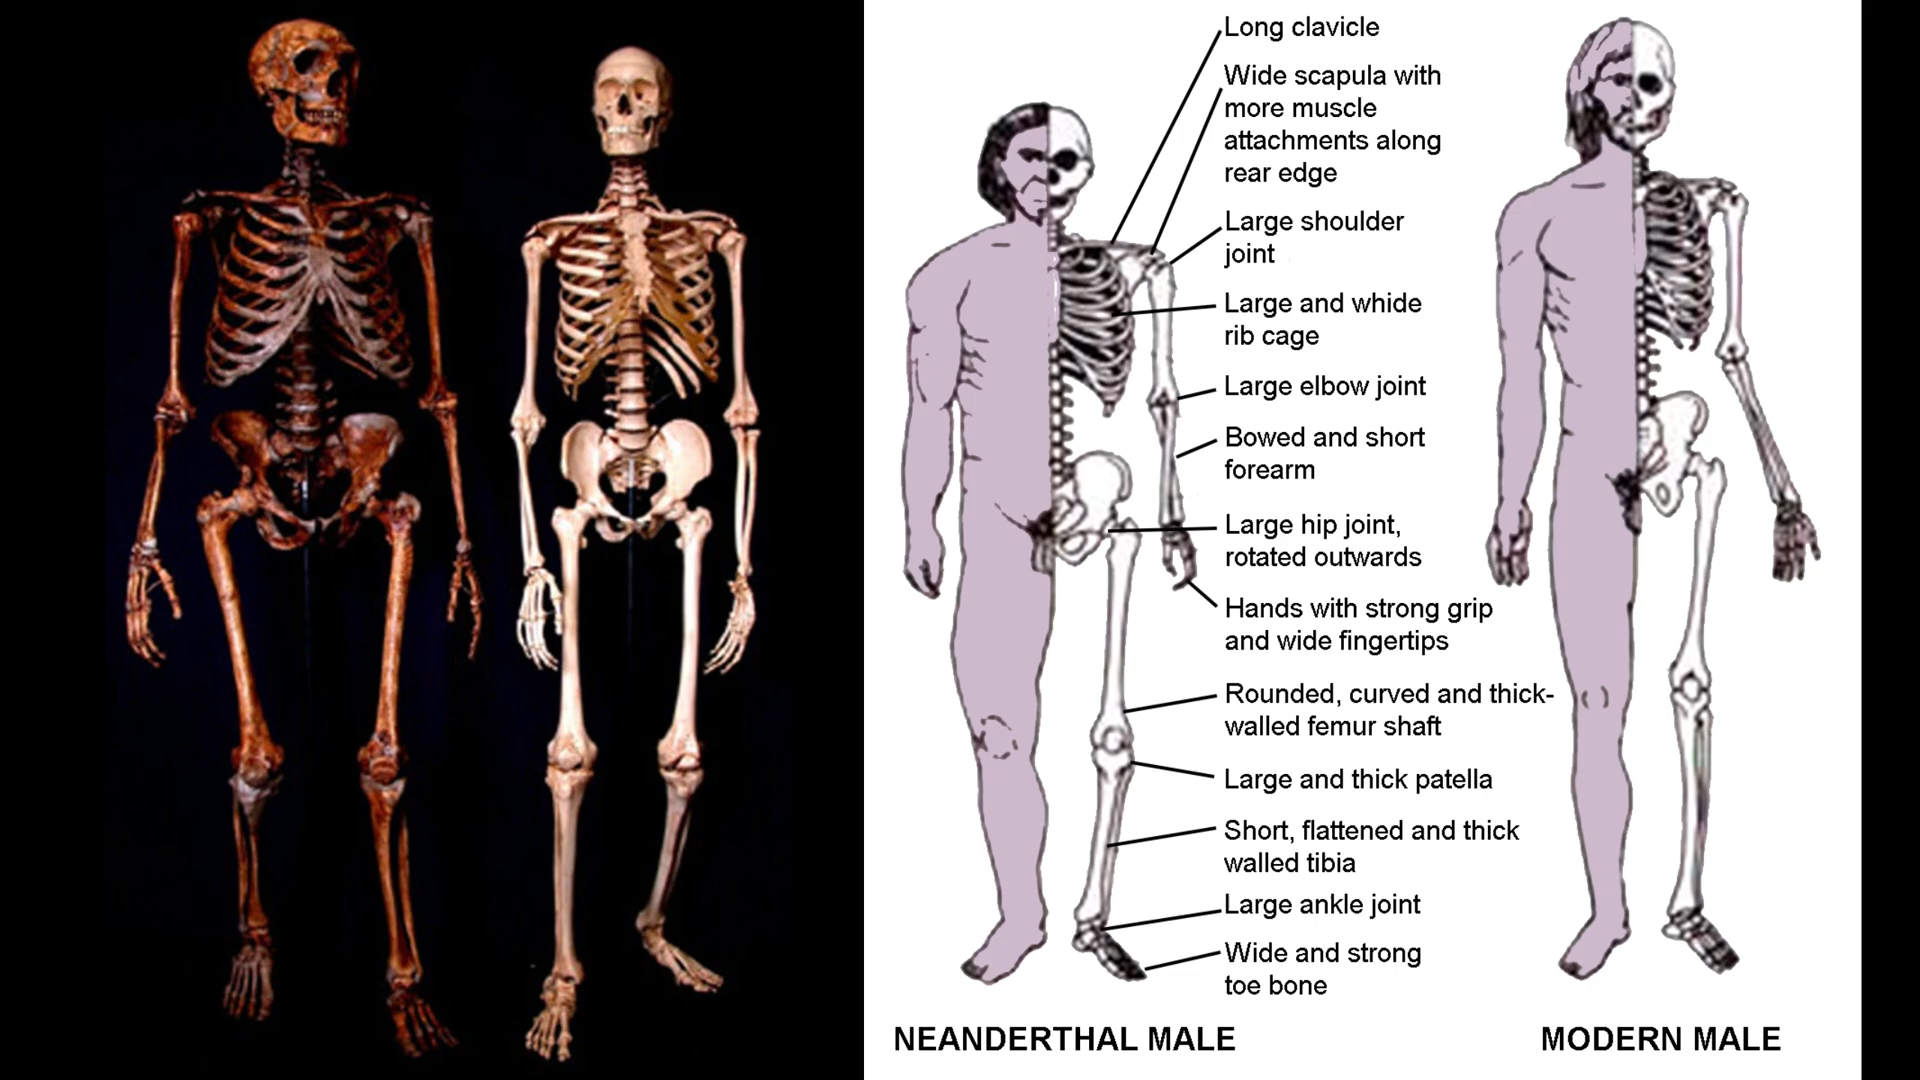 Long clavicle
Wide scapula with
more muscle
attachments along
rear edge
Large shoulder
joint
Large and whide
rib cage
Large elbow joint
Bowed and short
forearm
Large hip joint,
rotated outwards
Hands with strong grip
and wide fingertips
Rounded, curved and thick-
walled femur shaft
Large and thick patella
Short, flattened and thick
walled tibia
Large ankle joint
Wide and strong
toe bone
NEANDERTHAL MALE
MODERN MALE